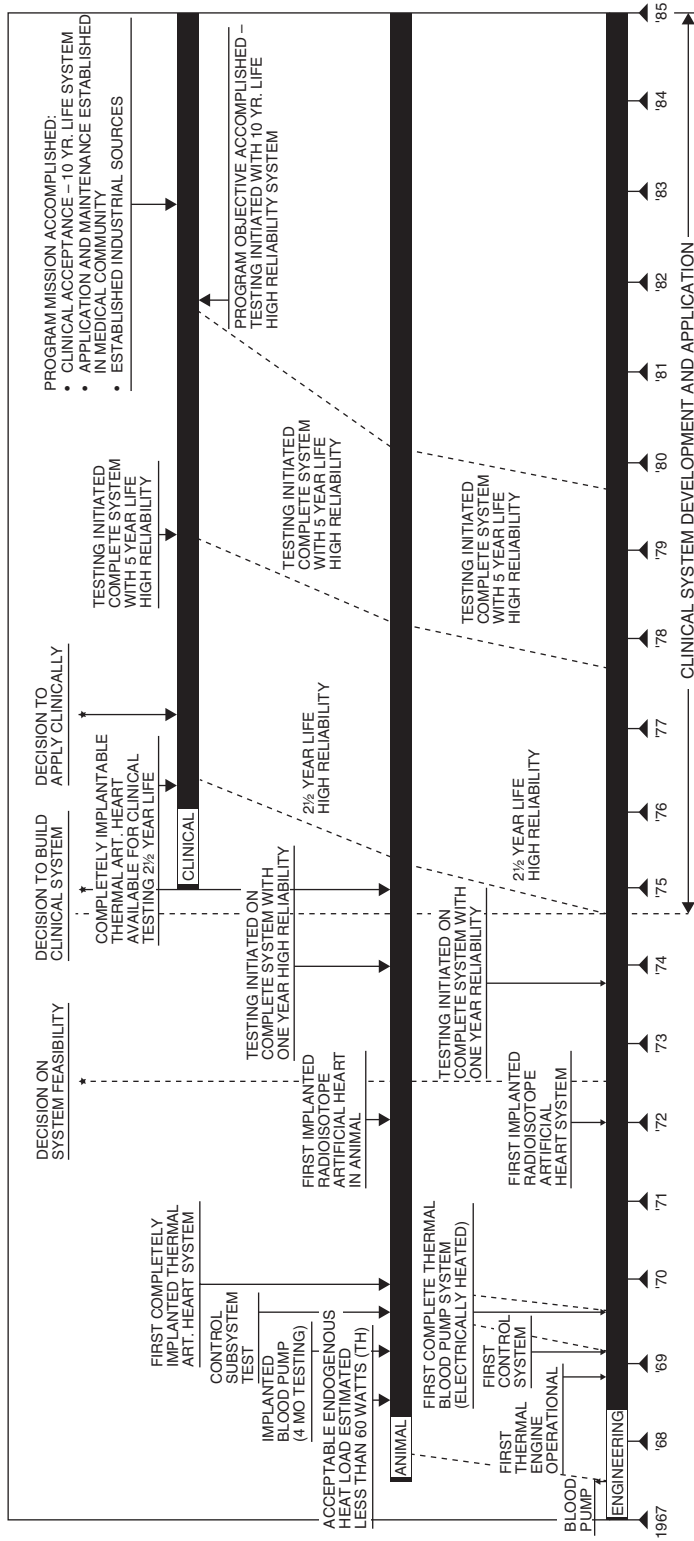 PROGRAM MISSION ACCOMPLISHED:
• CLINICAL ACCEPTANCE – 10 YR. LIFE SYSTEM
• APPLICATION AND MAINTENANCE ESTABLISHED
IN MEDICAL COMMUNITY
• ESTABLISHED INDUSTRIAL SOURCES
DECISION ON
SYSTEM FEASIBILITY
DECISION TO BUILD
CLINICAL SYSTEM
DECISION TO
APPLY CLINICALLY
COMPLETELY IMPLANTABLE
THERMAL ART. HEART
AVAILABLE FOR CLINICAL
TESTING 2½ YEAR LIFE
TESTING INITIATED
COMPLETE SYSTEM
WITH 5 YEAR LIFE
HIGH RELIABILITY
CLINICAL
PROGRAM OBJECTIVE ACCOMPLISHED –
TESTING INITIATED WITH 10 YR. LIFE
HIGH RELIABILITY SYSTEM
FIRST COMPLETELY
IMPLANTED THERMAL
ART. HEART SYSTEM
CONTROL
SUBSYSTEM
TEST
IMPLANTED
BLOOD PUMP
(4 MO TESTING)
ACCEPTABLE ENDOGENOUS
HEAT LOAD ESTIMATED
LESS THAN 60 WATTS (TH)
FIRST IMPLANTED
RADIOISOTOPE
ARTIFICIAL HEART
IN ANIMAL
TESTING INITIATED ON
COMPLETE SYSTEM WITH
ONE YEAR HIGH RELIABILITY
2½ YEAR LIFE
HIGH RELIABILITY
TESTING INITIATED
COMPLETE SYSTEM
WITH 5 YEAR LIFE
HIGH RELIABILITY
ANIMAL
BLOOD
PUMP
FIRST
THERMAL
ENGINE
OPERATIONAL
FIRST
CONTROL
SYSTEM
FIRST COMPLETE THERMAL
BLOOD PUMP SYSTEM
(ELECTRICALLY HEATED)
FIRST IMPLANTED
RADIOISOTOPE
ARTIFICIAL
HEART SYSTEM
TESTING INITIATED ON
COMPLETE SYSTEM WITH
ONE YEAR RELIABILITY
2½ YEAR LIFE
HIGH RELIABILITY
TESTING INITIATED
COMPLETE SYSTEM
WITH 5 YEAR LIFE
HIGH RELIABILITY
ENGINEERING
1967 '68 '69 '70 '71 '72 '73 '74 '75 '76 '77 '78 '79 '80 '81 '82 '83 '84 '85
CLINICAL SYSTEM DEVELOPMENT AND APPLICATION